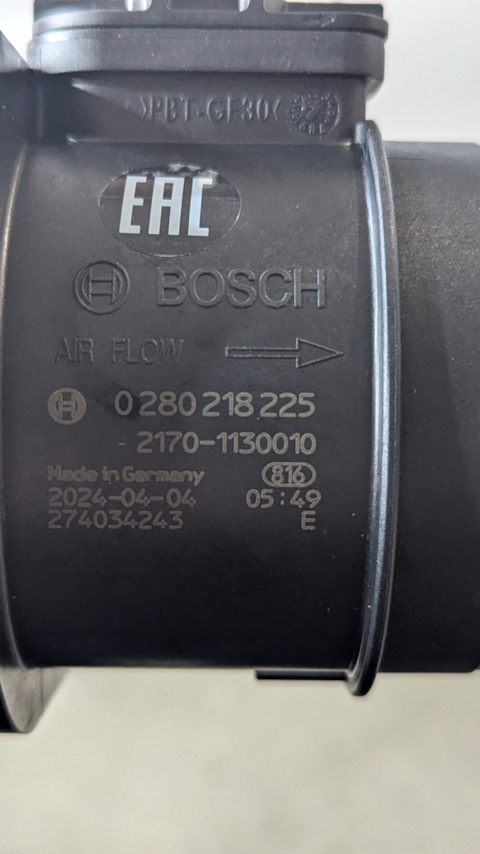 >PBT-GF30<
EAC
BOSCH
AIR FLOW
0 280 218 225
2170-1130010
Made in Germany 816
2024-04-04 05:49
274034243 E